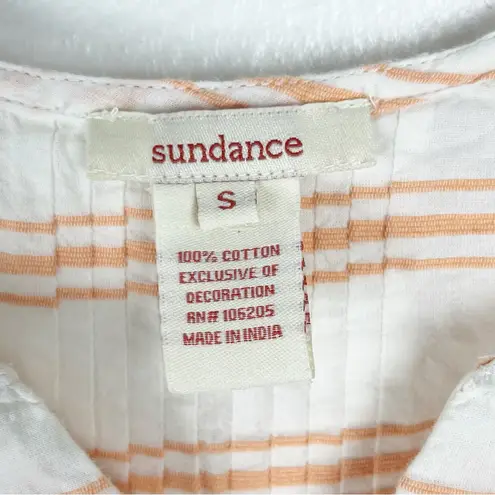 sundance
S
100% COTTON
EXCLUSIVE OF
DECORATION
RN# 106205
MADE IN INDIA